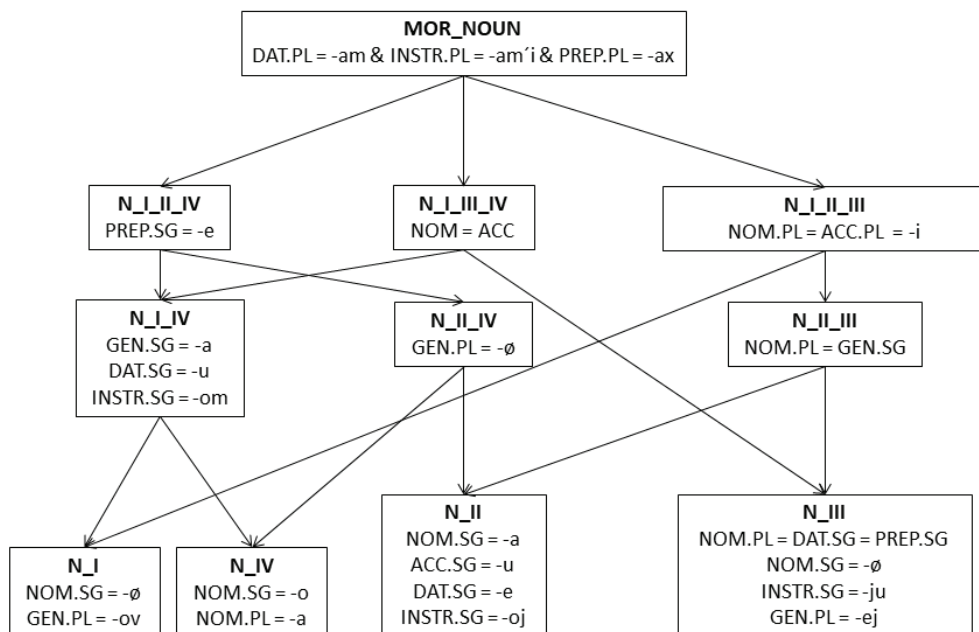 MOR_NOUN
DAT.PL = -am & INSTR.PL = -am´i & PREP.PL = -ax
N_I_II_IV
PREP.SG = -e
N_I_III_IV
NOM = ACC
N_I_II_III
NOM.PL = ACC.PL = -i
N_I_IV
GEN.SG = -a
DAT.SG = -u
INSTR.SG = -om
N_II_IV
GEN.PL = -ø
N_II_III
NOM.PL = GEN.SG
N_I
NOM.SG = -ø
GEN.PL = -ov
N_IV
NOM.SG = -o
NOM.PL = -a
N_II
NOM.SG = -a
ACC.SG = -u
DAT.SG = -e
INSTR.SG = -oj
N_III
NOM.PL = DAT.SG = PREP.SG
NOM.SG = -ø
INSTR.SG = -ju
GEN.PL = -ej